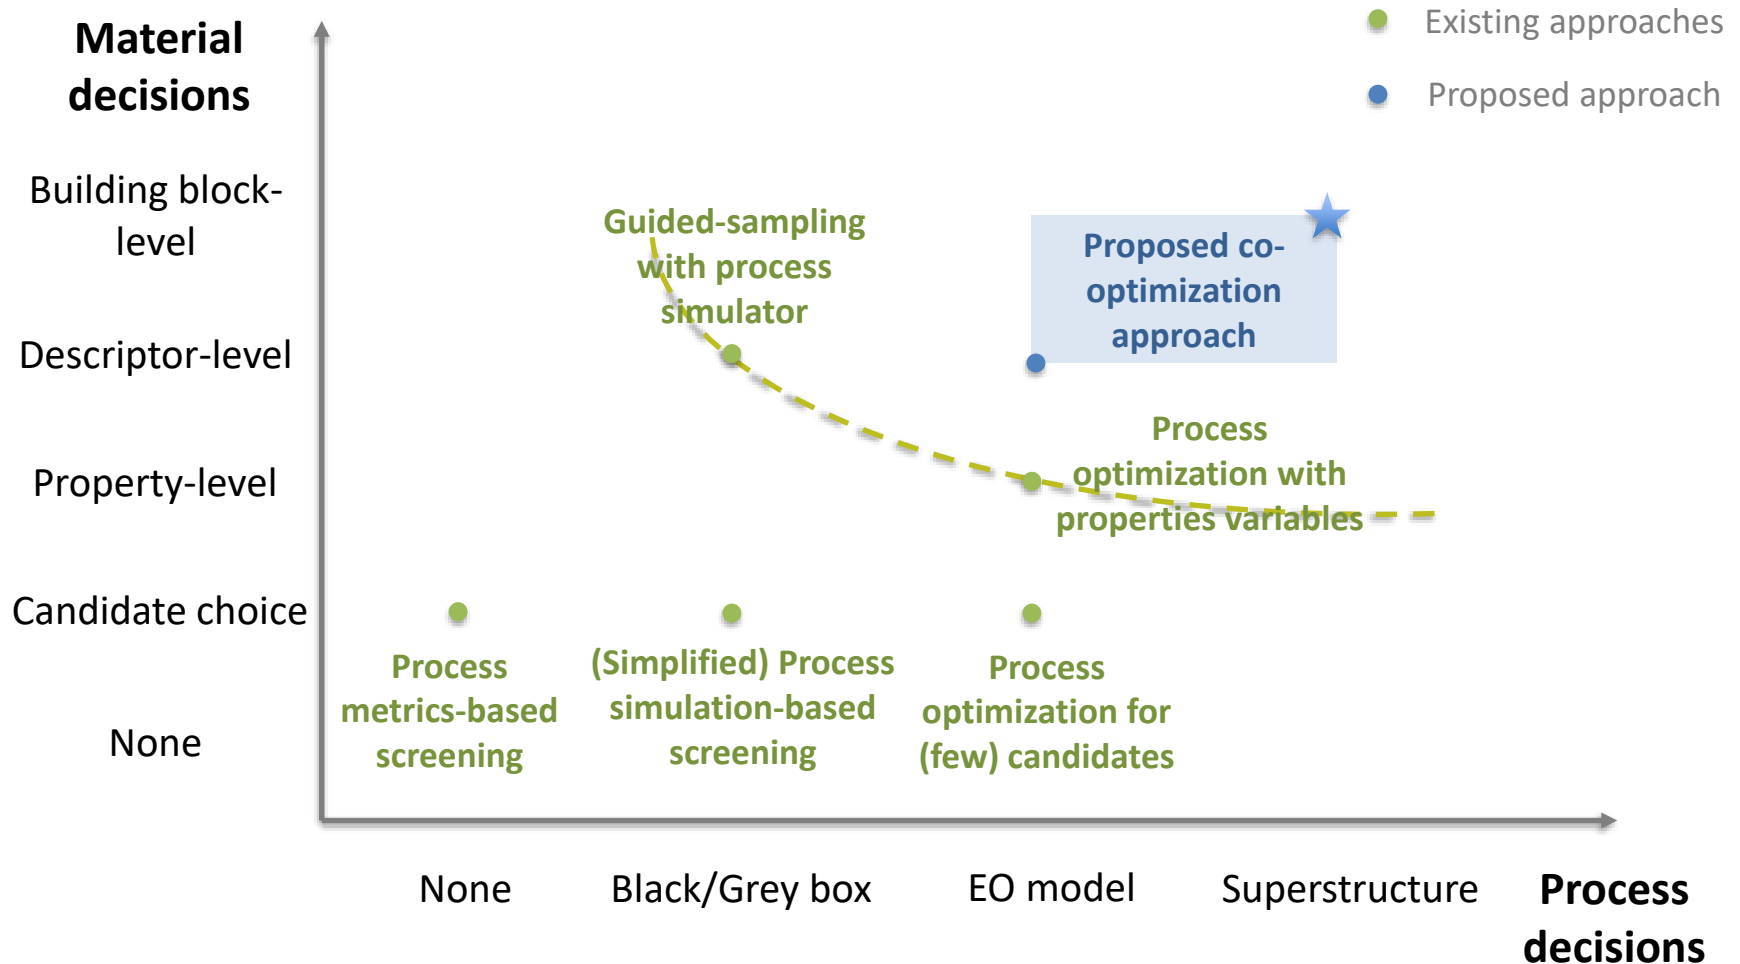 Material
decisions
Existing approaches
Proposed approach
Building block-
level
Descriptor-level
Property-level
Candidate choice
None
Guided-sampling
with process
simulator
Proposed co-
optimization
approach
Process
optimization with
properties variables
Process
metrics-based
screening
(Simplified) Process
simulation-based
screening
Process
optimization for
(few) candidates
None
Black/Grey box
EO model
Superstructure
Process
decisions